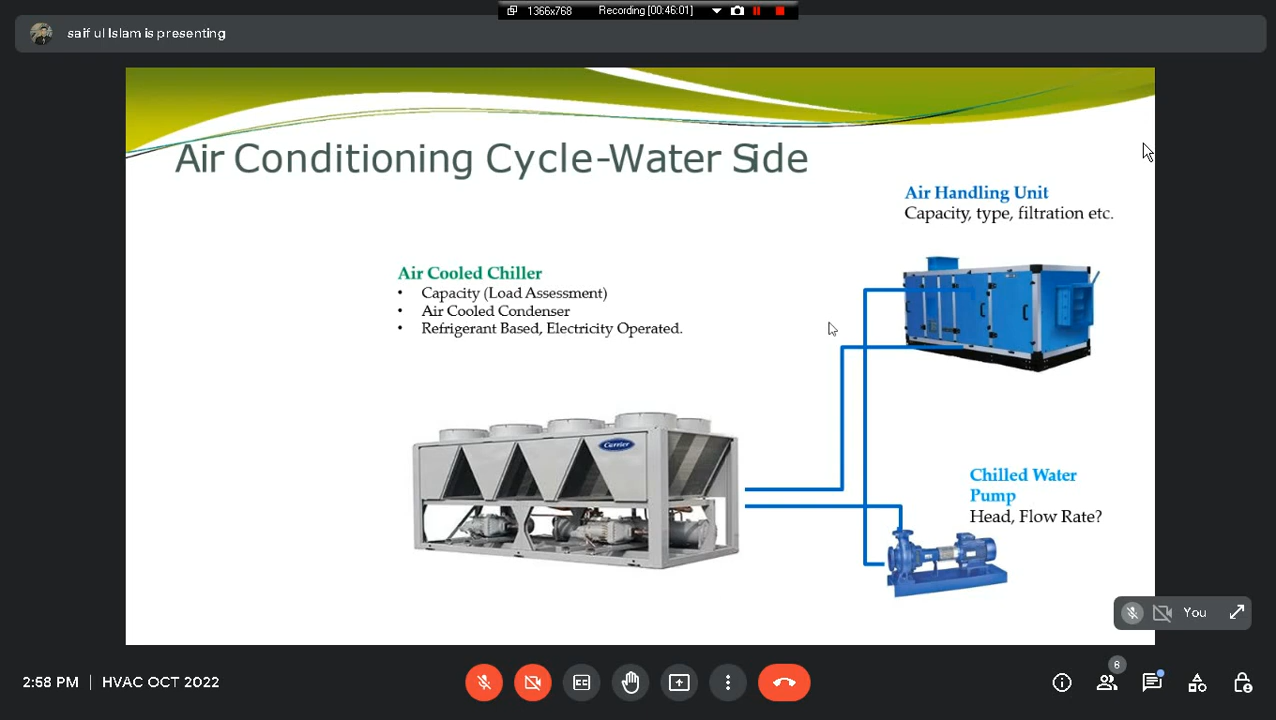 1366x768
Recording [00:46:01]
saif ul Islam is presenting
Air Conditioning Cycle-Water Side
Air Handling Unit
Capacity, type, filtration etc.
Air Cooled Chiller
• Capacity (Load Assessment)
• Air Cooled Condenser
• Refrigerant Based, Electricity Operated.
Carrier
Chilled Water
Pump
Head, Flow Rate?
You
2:58 PM | HVAC OCT 2022
CC
6